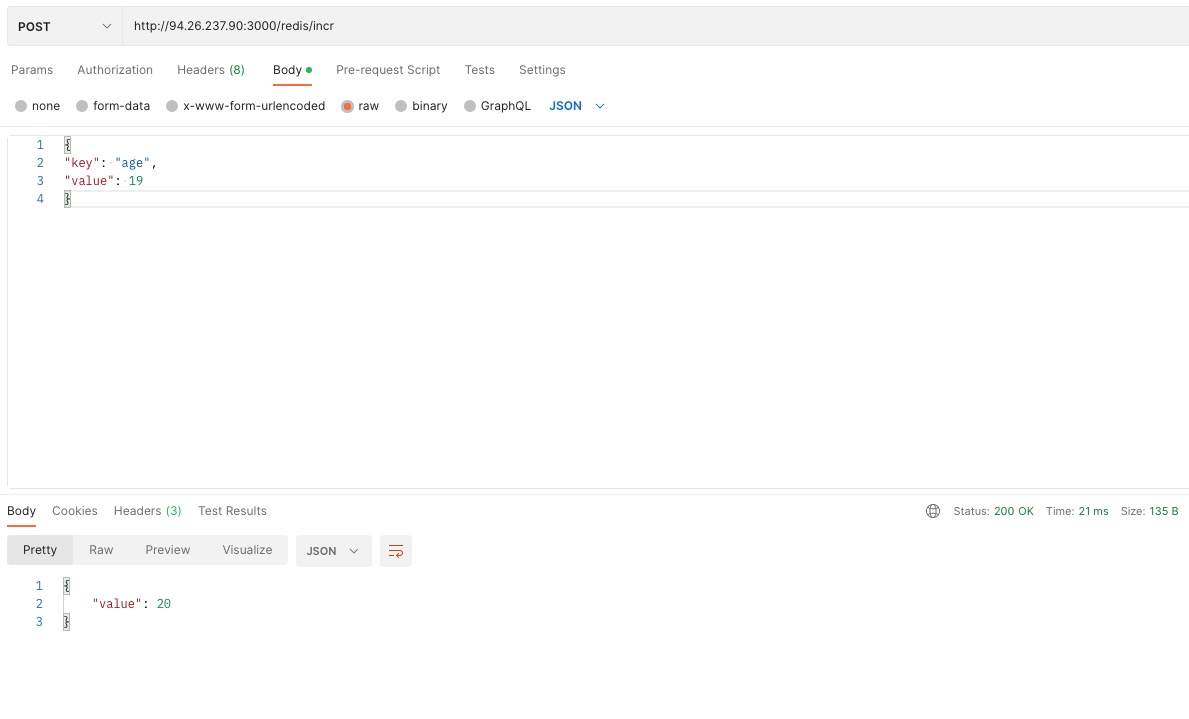 POST http://94.26.237.90:3000/redis/incr
Params Authorization Headers (8) Body Pre-request Script Tests Settings
none form-data x-www-form-urlencoded raw binary GraphQL JSON
1 {
2 "key": "age",
3 "value": 19
4 }
Body Cookies Headers (3) Test Results Status: 200 OK Time: 21 ms Size: 135 B
Pretty Raw Preview Visualize JSON
1 {
2 "value": 20
3 }